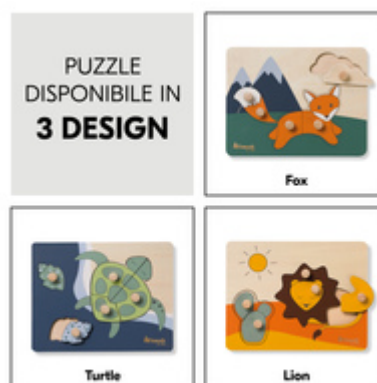 PUZZLE
DISPONIBILE IN
3 DESIGN
Fox
Turtle
Lion